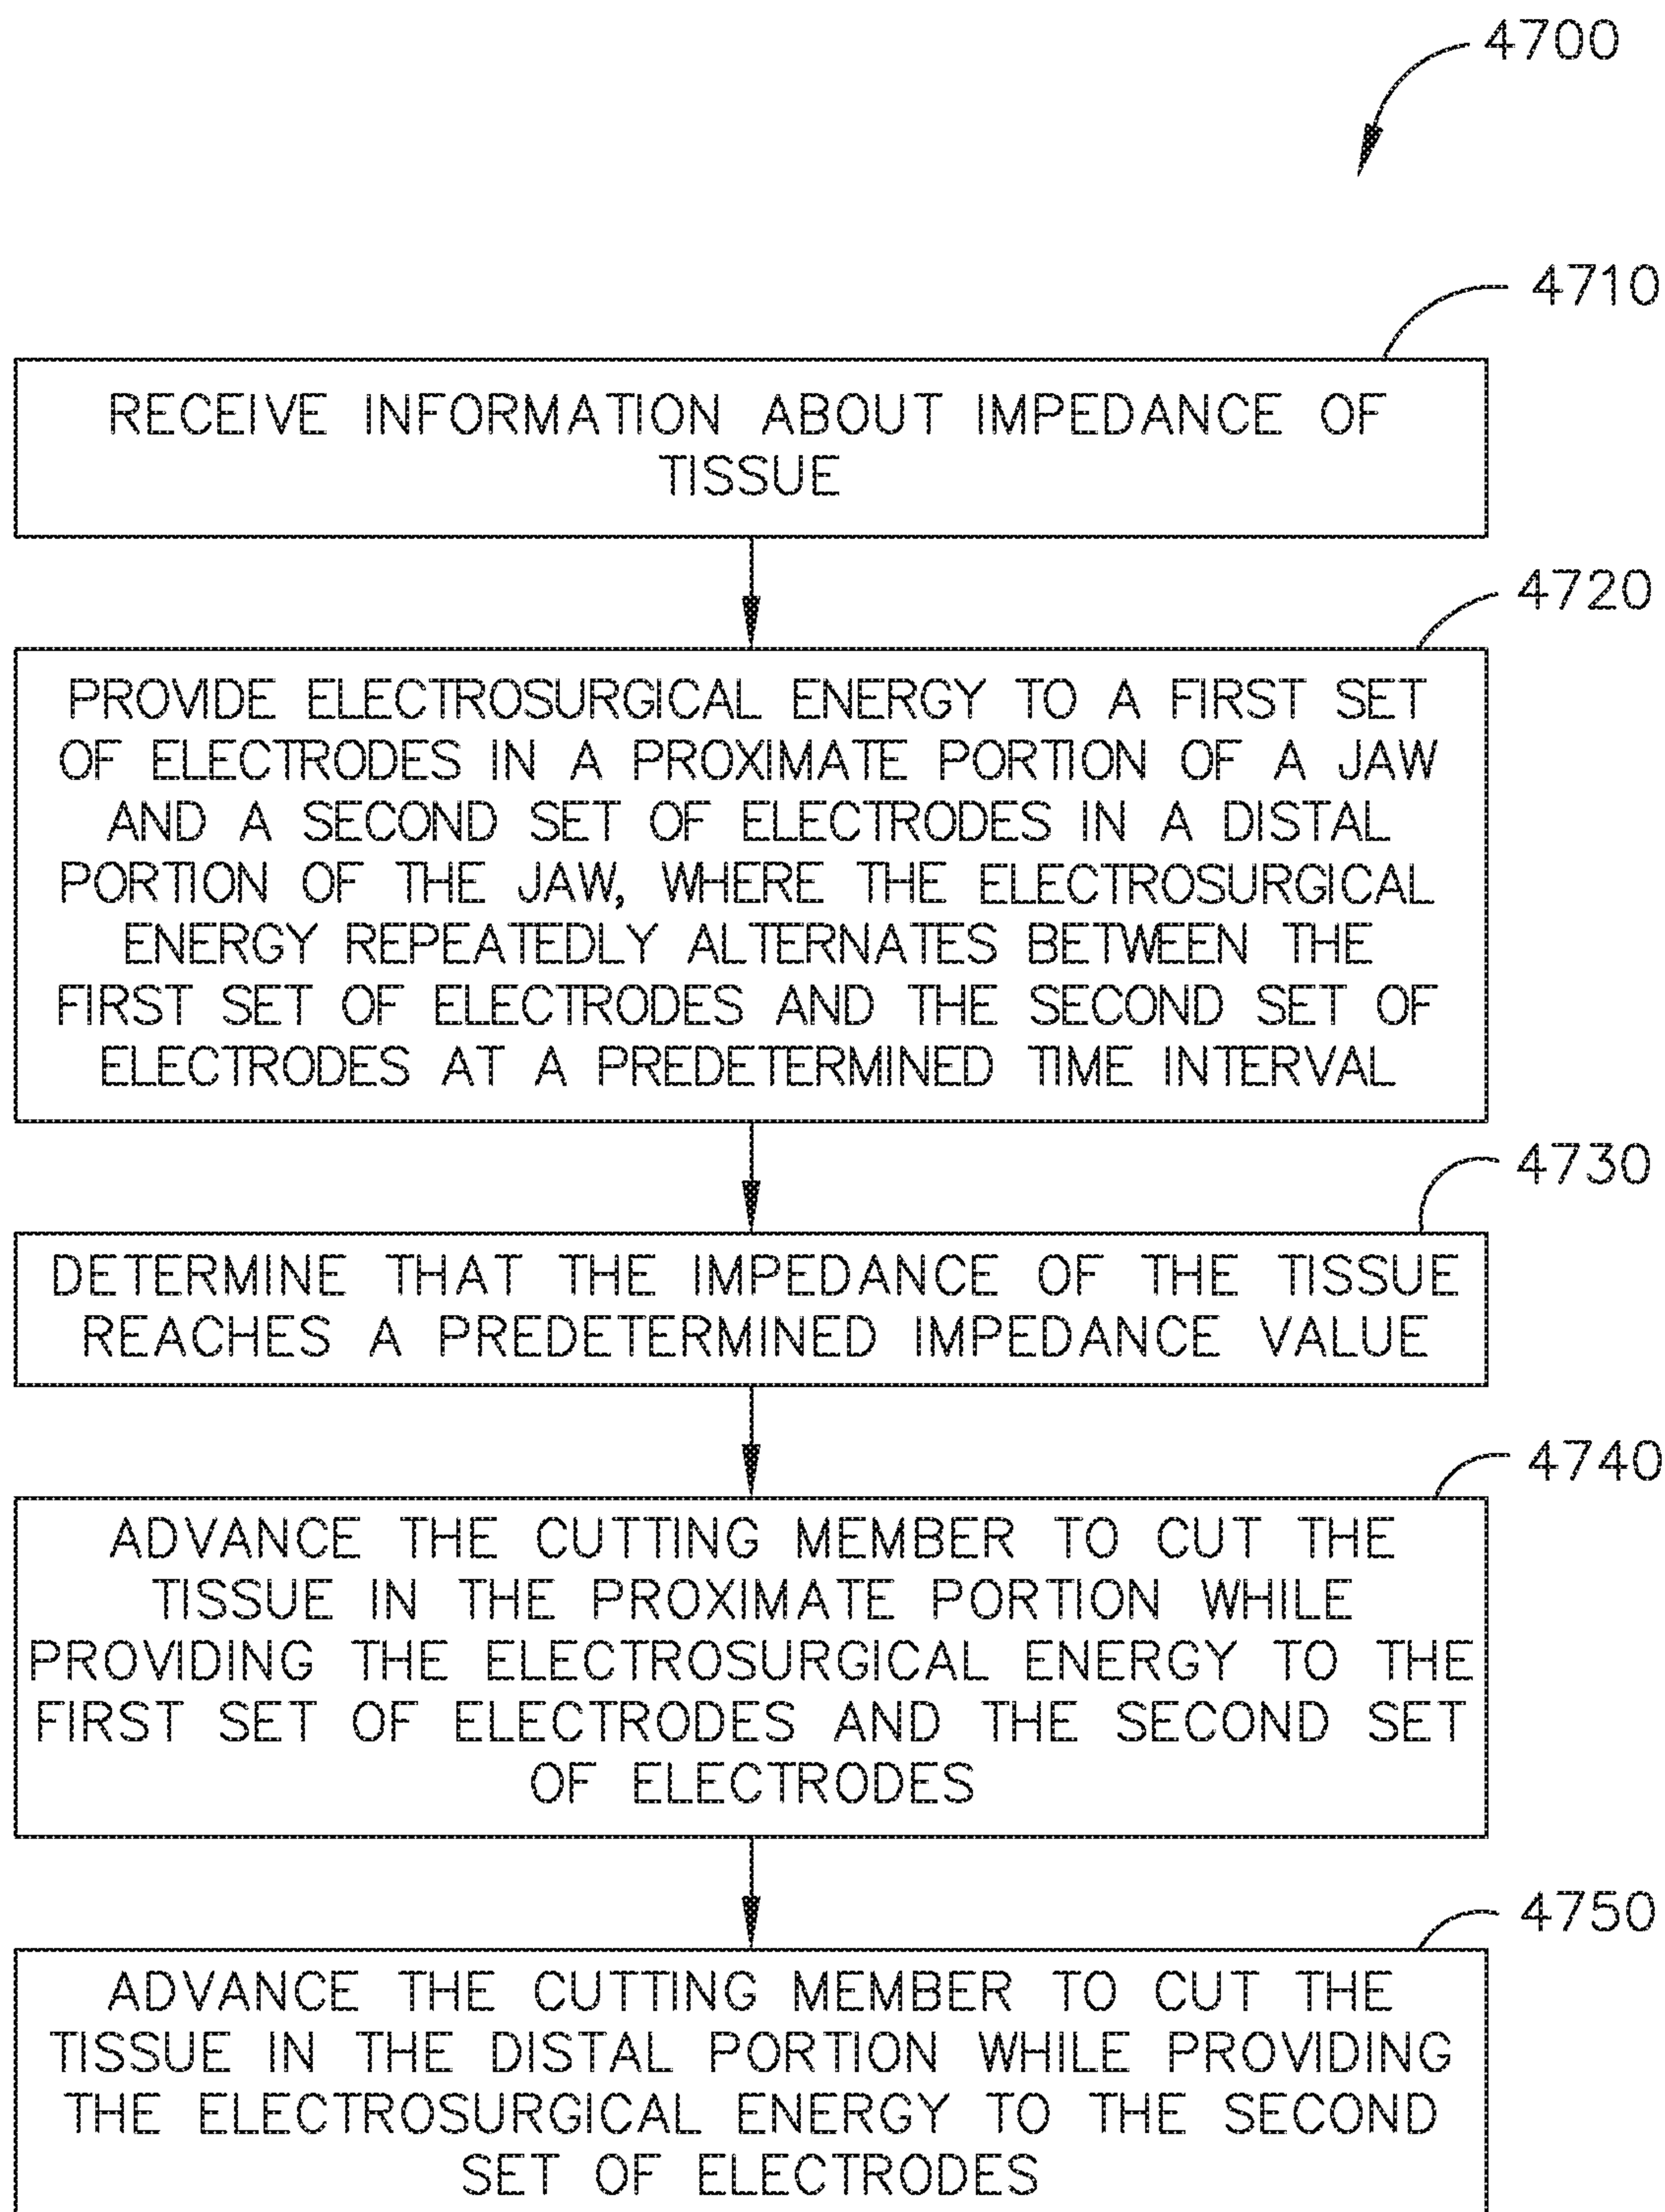 4700
4710
RECEIVE INFORMATION ABOUT IMPEDANCE OF
TISSUE
4720
PROVIDE ELECTROSURGICAL ENERGY TO A FIRST SET
OF ELECTRODES IN A PROXIMATE PORTION OF A JAW
AND A SECOND SET OF ELECTRODES IN A DISTAL
PORTION OF THE JAW, WHERE THE ELECTROSURGICAL
ENERGY REPEATEDLY ALTERNATES BETWEEN THE
FIRST SET OF ELECTRODES AND THE SECOND SET OF
ELECTRODES AT A PREDETERMINED TIME INTERVAL
4730
DETERMINE THAT THE IMPEDANCE OF THE TISSUE
REACHES A PREDETERMINED IMPEDANCE VALUE
4740
ADVANCE THE CUTTING MEMBER TO CUT THE
TISSUE IN THE PROXIMATE PORTION WHILE
PROVIDING THE ELECTROSURGICAL ENERGY TO THE
FIRST SET OF ELECTRODES AND THE SECOND SET
OF ELECTRODES
4750
ADVANCE THE CUTTING MEMBER TO CUT THE
TISSUE IN THE DISTAL PORTION WHILE PROVIDING
THE ELECTROSURGICAL ENERGY TO THE SECOND
SET OF ELECTRODES